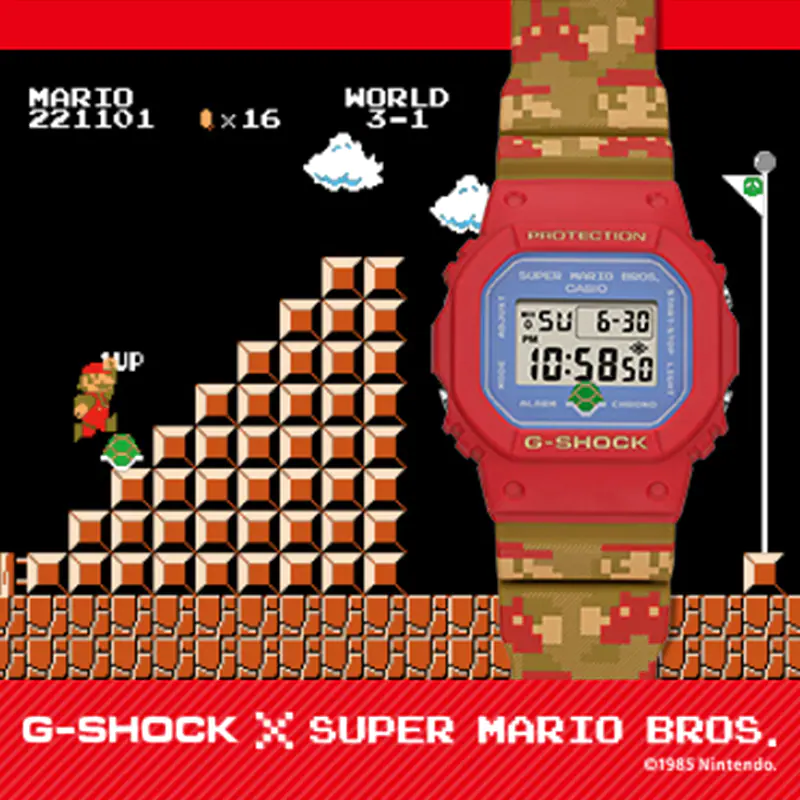 MARIO
221101
×16
WORLD
3-1
1UP
PROTECTION
SUPER MARIO BROS.
CASIO
ADJUST
START·STOP
SU 6-30
PM
10:58 50
MODE
LIGHT
ALARM
CHRONO
G-SHOCK
G-SHOCK × SUPER MARIO BROS.
©1985 Nintendo.